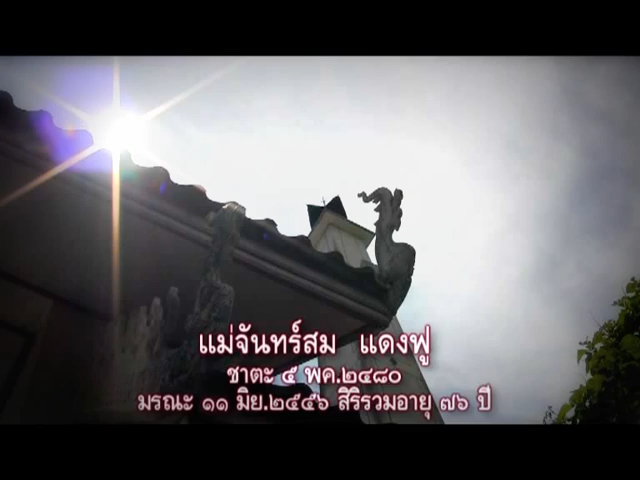 แม่จันทร์สม แดงฟู
ชาตะ ๕ พค.๒๔๘๐
มรณะ ๑๑ มิย.๒๕๕๖ สิริรวมอายุ ๗๖ ปี